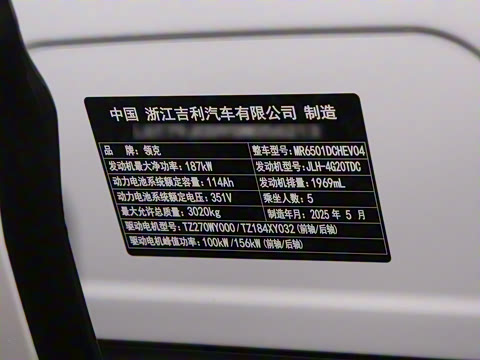 中国 浙江吉利汽车有限公司 制造
品 牌：领克 整车型号：MR6501DCHEV04
发动机最大净功率：187kW 发动机型号：JLH-4G20TDC
动力电池系统额定容量：114Ah 发动机排量：1969mL
动力电池系统额定电压：351V 乘坐人数：5
最大允许总质量：3020kg 制造年月：2025 年 5 月
驱动电机型号：TZ270WY000/TZ184XY032（前轴/后轴）
驱动电机峰值功率：100kW/156kW（前轴/后轴）